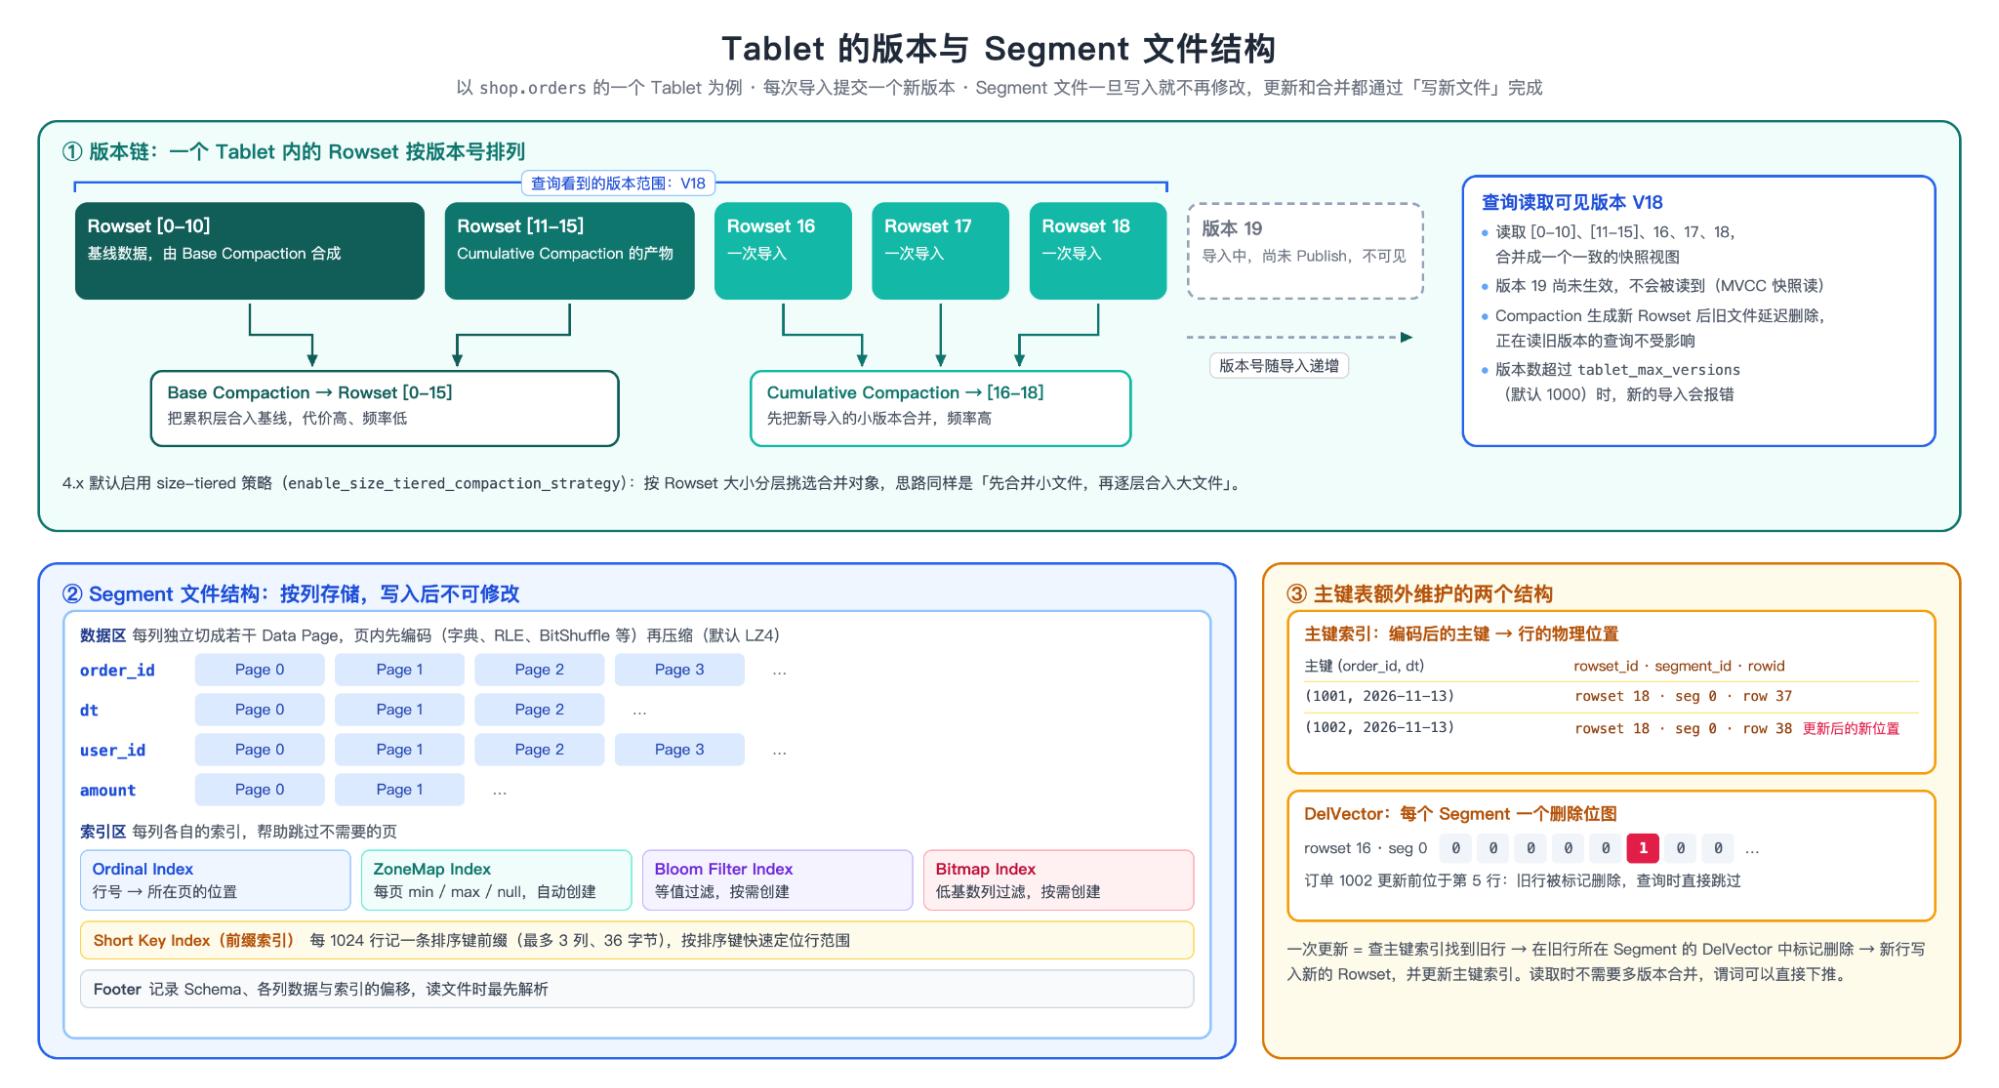 Tablet 的版本与 Segment 文件结构
以 shop.orders 的一个 Tablet 为例 · 每次导入提交一个新版本 · Segment 文件一旦写入就不再修改，更新和合并都通过「写新文件」完成
① 版本链：一个 Tablet 内的 Rowset 按版本号排列
查询看到的版本范围：V18
Rowset [0–10]
基线数据，由 Base Compaction 合成
Rowset [11–15]
Cumulative Compaction 的产物
Rowset 16
一次导入
Rowset 17
一次导入
Rowset 18
一次导入
版本 19
导入中，尚未 Publish，不可见
版本号随导入递增
Base Compaction → Rowset [0–15]
把累积层合入基线，代价高、频率低
Cumulative Compaction → [16–18]
先把新导入的小版本合并，频率高
查询读取可见版本 V18
• 读取 [0–10]、[11–15]、16、17、18，
合并成一个一致的快照视图
• 版本 19 尚未生效，不会被读到（MVCC 快照读）
• Compaction 生成新 Rowset 后旧文件延迟删除，
正在读旧版本的查询不受影响
• 版本数超过 tablet_max_versions
（默认 1000）时，新的导入会报错
4.x 默认启用 size-tiered 策略（enable_size_tiered_compaction_strategy）：按 Rowset 大小分层挑选合并对象，思路同样是「先合并小文件，再逐层合入大文件」。
② Segment 文件结构：按列存储，写入后不可修改
数据区 每列独立切成若干 Data Page，页内先编码（字典、RLE、BitShuffle 等）再压缩（默认 LZ4）
order_id Page 0 Page 1 Page 2 Page 3 …
dt Page 0 Page 1 Page 2 …
user_id Page 0 Page 1 Page 2 Page 3 …
amount Page 0 Page 1 …
索引区 每列各自的索引，帮助跳过不需要的页
Ordinal Index
行号 → 所在页的位置
ZoneMap Index
每页 min / max / null，自动创建
Bloom Filter Index
等值过滤，按需创建
Bitmap Index
低基数列过滤，按需创建
Short Key Index（前缀索引） 每 1024 行记一条排序键前缀（最多 3 列、36 字节），按排序键快速定位行范围
Footer 记录 Schema、各列数据与索引的偏移，读文件时最先解析
③ 主键表额外维护的两个结构
主键索引：编码后的主键 → 行的物理位置
主键 (order_id, dt) rowset_id · segment_id · rowid
(1001, 2026-11-13) rowset 18 · seg 0 · row 37
(1002, 2026-11-13) rowset 18 · seg 0 · row 38 更新后的新位置
DelVector：每个 Segment 一个删除位图
rowset 16 · seg 0 0 0 0 0 0 1 0 0 …
订单 1002 更新前位于第 5 行：旧行被标记删除，查询时直接跳过
一次更新 = 查主键索引找到旧行 → 在旧行所在 Segment 的 DelVector 中标记删除 → 新行写
入新的 Rowset，并更新主键索引。读取时不需要多版本合并，谓词可以直接下推。